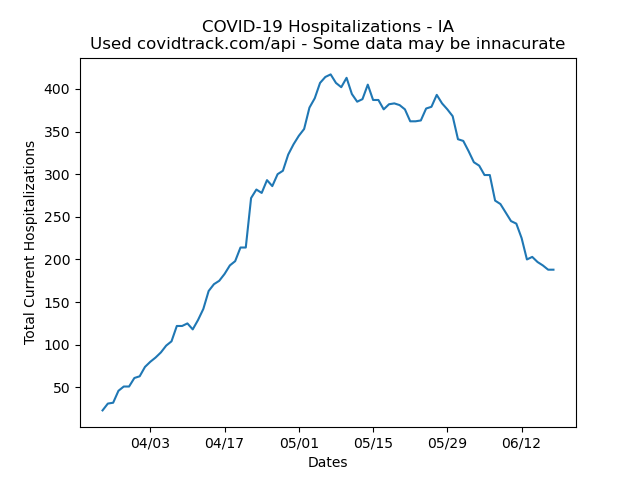 COVID-19 Hospitalizations - IA
Used covidtrack.com/api - Some data may be innacurate
Total Current Hospitalizations
400
350
300
250
200
150
100
50
04/03 04/17 05/01 05/15 05/29 06/12
Dates